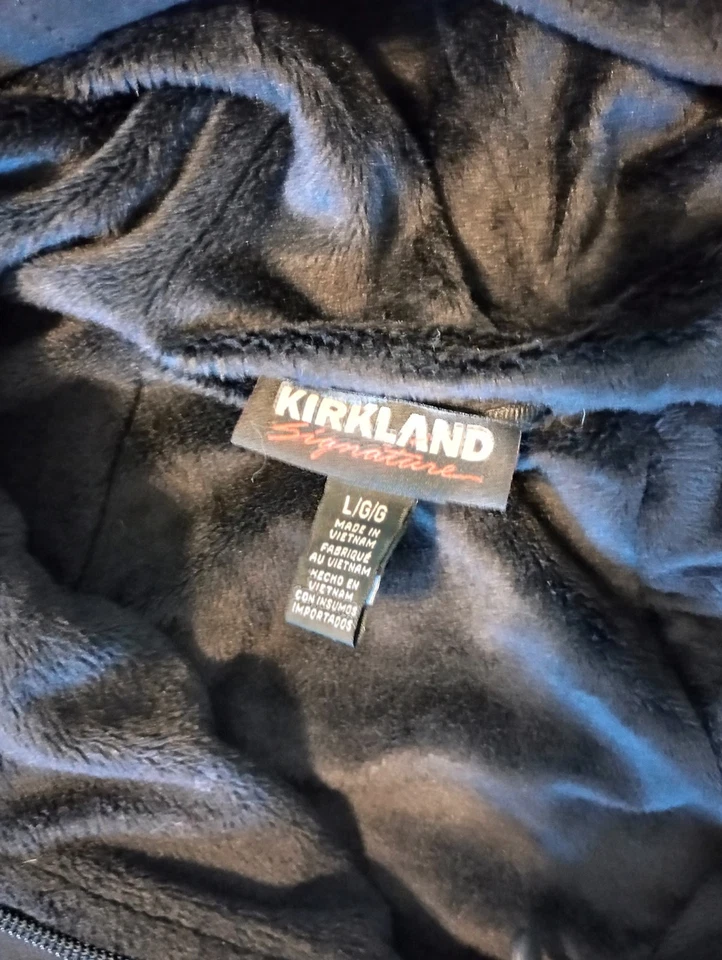 KIRKLAND
Signature
L/G/G
MADE IN
VIETNAM
FABRIQUÉ
AU VIETNAM
HECHO EN
VIETNAM
CON INSUMOS
IMPORTADOS